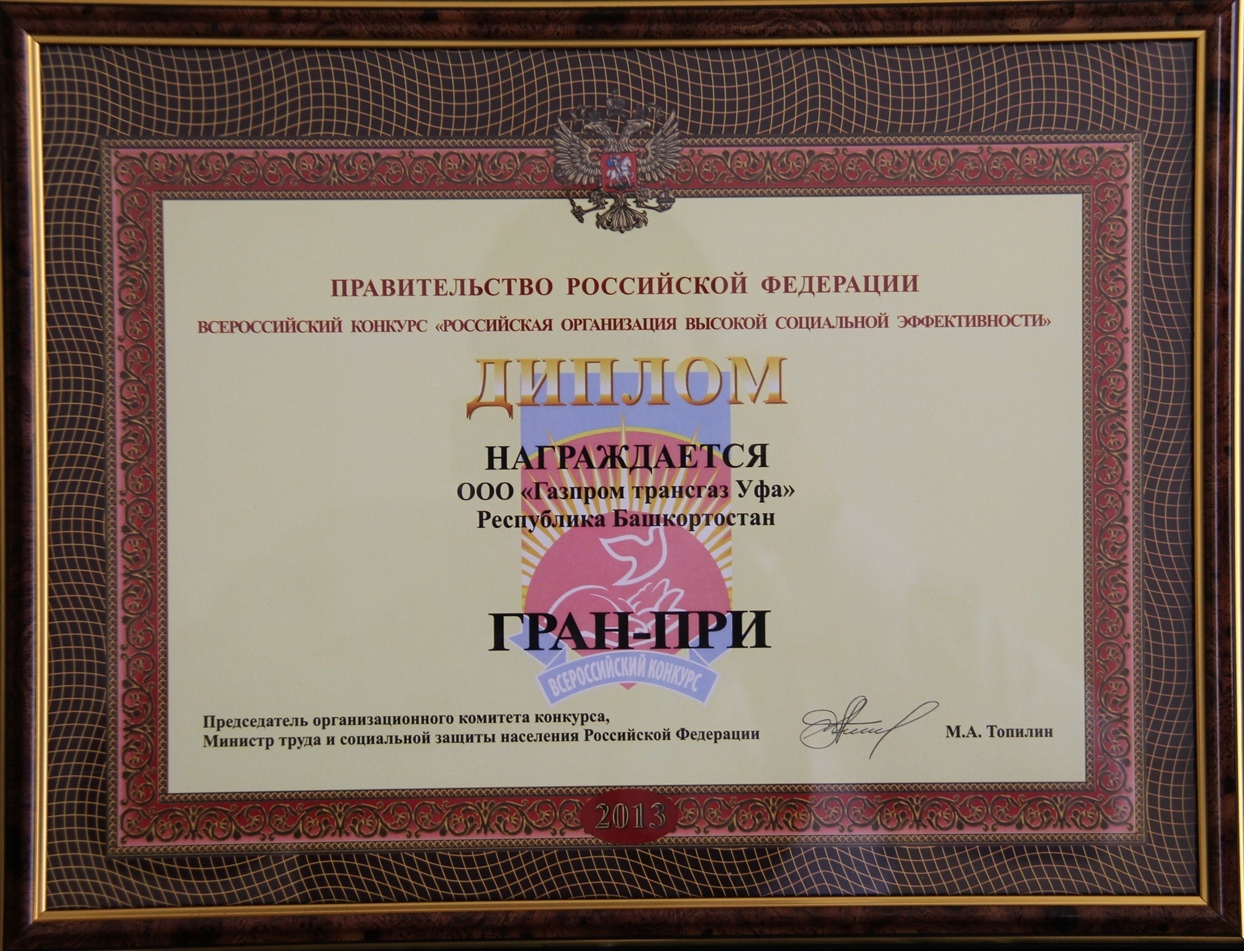 ПРАВИТЕЛЬСТВО РОССИЙСКОЙ ФЕДЕРАЦИИ
ВСЕРОССИЙСКИЙ КОНКУРС «РОССИЙСКАЯ ОРГАНИЗАЦИЯ ВЫСОКОЙ СОЦИАЛЬНОЙ ЭФФЕКТИВНОСТИ»
ДИПЛОМ
НАГРАЖДАЕТСЯ
ООО «Газпром трансгаз Уфа»
Республика Башкортостан
ГРАН-ПРИ
ВСЕРОССИЙСКИЙ КОНКУРС
Председатель организационного комитета конкурса,
Министр труда и социальной защиты населения Российской Федерации
М.А. Топилин
2013